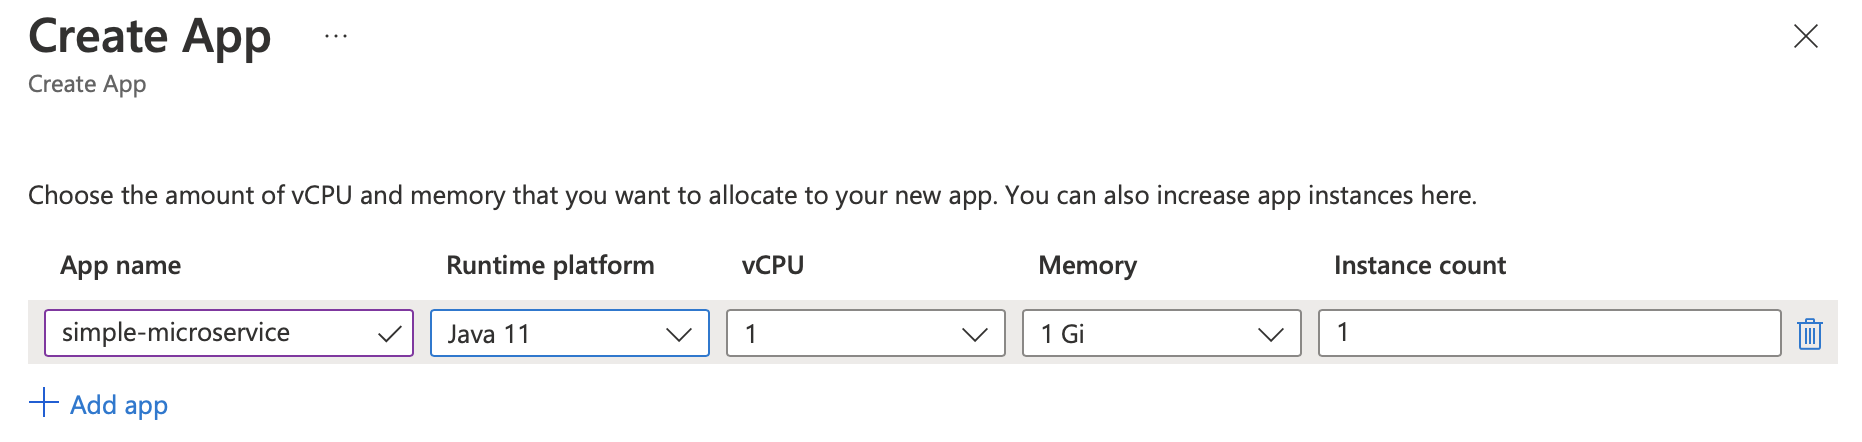 Create App ...
Create App
Choose the amount of vCPU and memory that you want to allocate to your new app. You can also increase app instances here.
App name Runtime platform vCPU Memory Instance count
simple-microservice Java 11 1 1 Gi 1
Add app